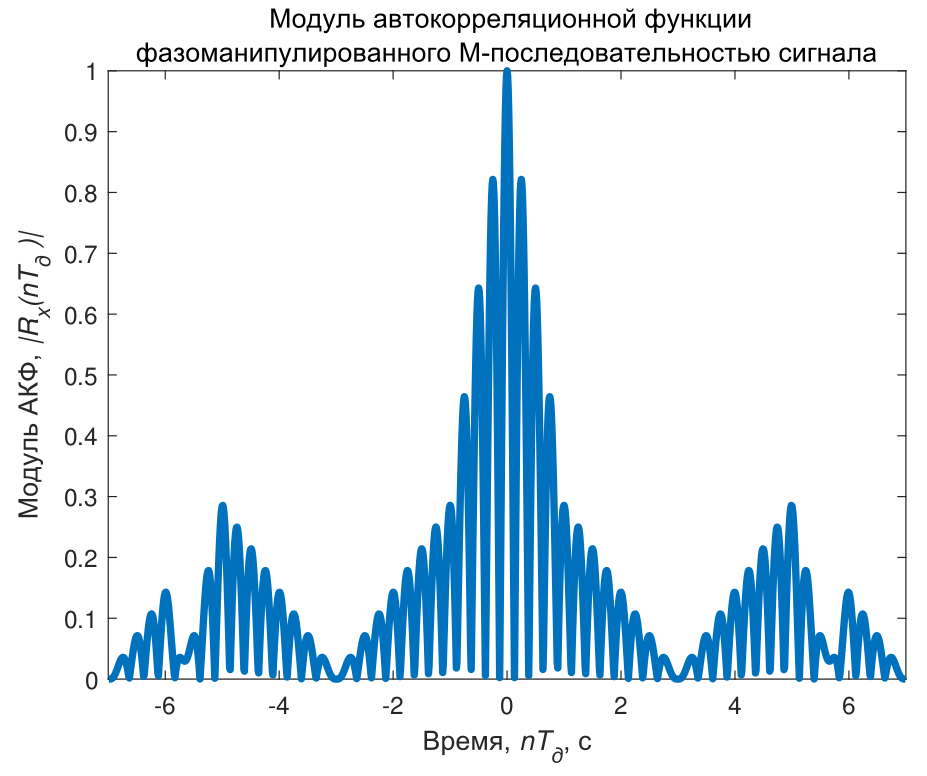 Модуль автокорреляционной функции
фазоманипулированного М-последовательностью сигнала
Модуль АКФ, |Rₓ(nT_д)|
1
0.9
0.8
0.7
0.6
0.5
0.4
0.3
0.2
0.1
0
-6 -4 -2 0 2 4 6
Время, nT_д, с